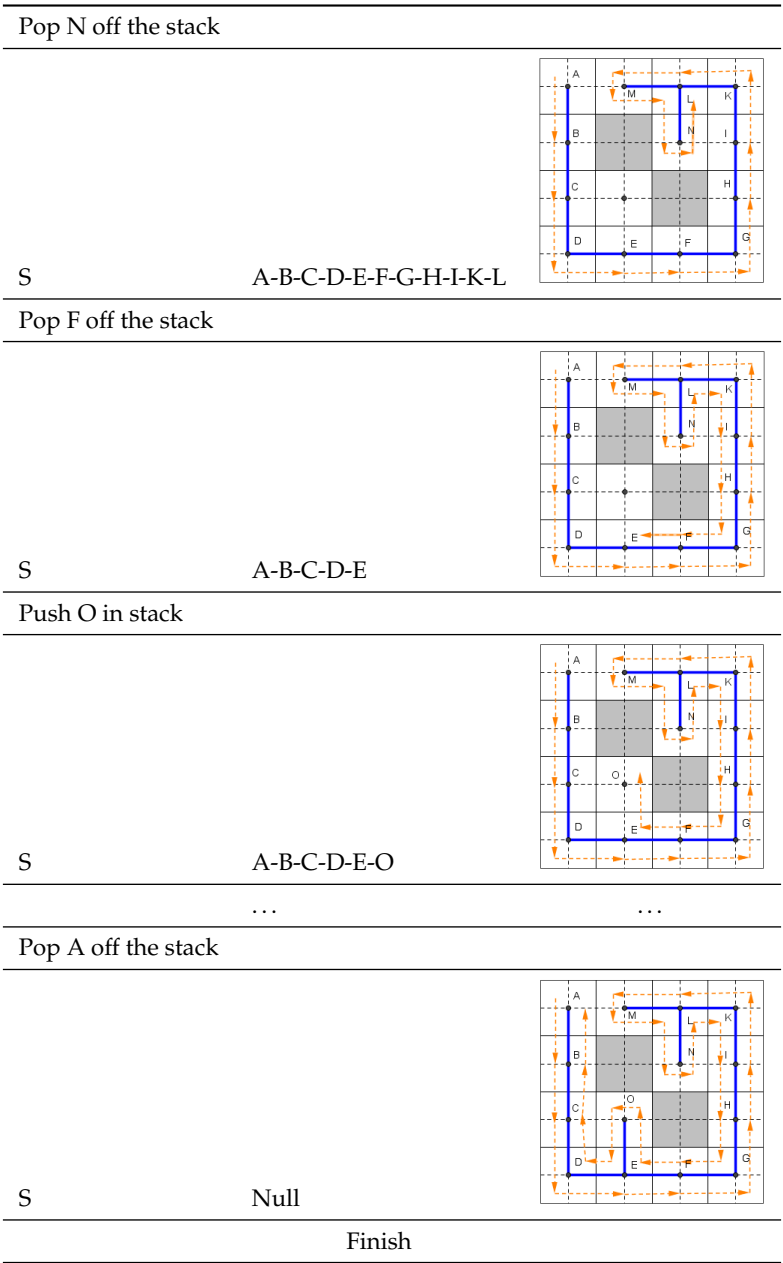 Pop N off the stack
A
M
L
K
B
N
I
C
H
D
E
F
G
S A-B-C-D-E-F-G-H-I-K-L
Pop F off the stack
A
M
L
K
B
N
I
C
H
D
E
F
G
S A-B-C-D-E
Push O in stack
A
M
L
K
B
N
I
C
O
H
D
E
F
G
S A-B-C-D-E-O
... ...
Pop A off the stack
A
M
L
K
B
N
I
C
O
H
D
E
F
G
S Null
Finish